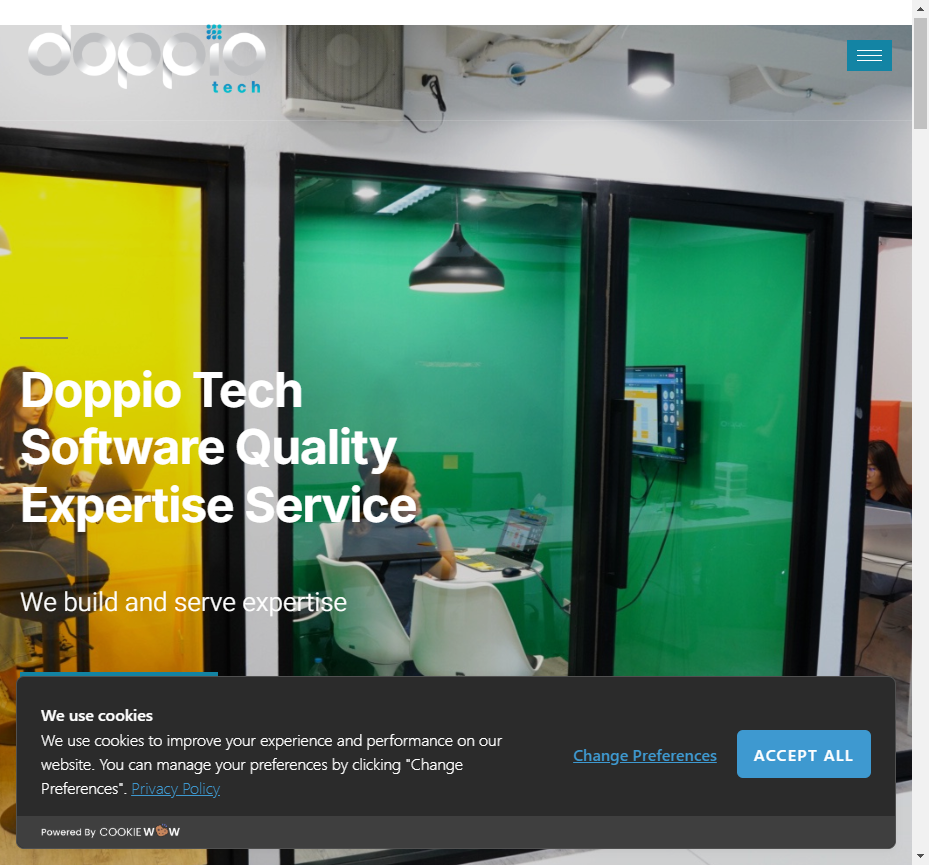 doppio
tech
Doppio Tech
Software Quality
Expertise Service
We build and serve expertise
We use cookies
We use cookies to improve your experience and performance on our
website. You can manage your preferences by clicking "Change
Preferences". Privacy Policy
Change Preferences
ACCEPT ALL
Powered By COOKIE WOW